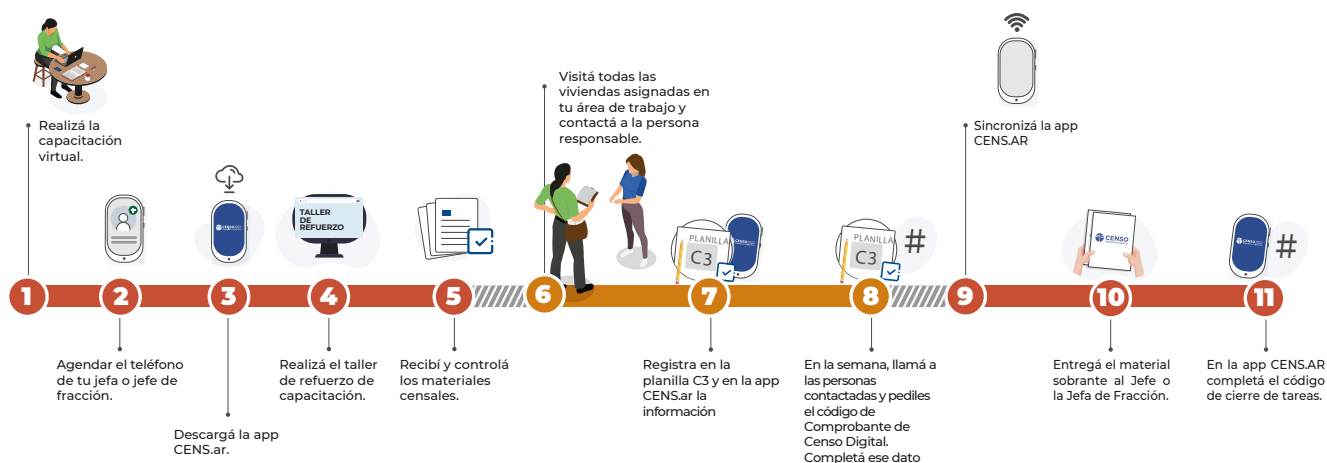 Realizá la
capacitación
virtual.
1
2
Agendar el teléfono
de tu jefa o jefe de
fracción.
3
Descargá la app
CENS.ar.
TALLER
DE
REFUERZO
4
Realizá el taller
de refuerzo de
capacitación.
5
Recibí y controlá
los materiales
censales.
Visitá todas las
viviendas asignadas en
tu área de trabajo y
contactá a la persona
responsable.
6
PLANILLA
C3
7
Registra en la
planilla C3 y en la app
CENS.ar la
información
PLANILLA
C3
#
8
En la semana, llamá a
las personas
contactadas y pediles
el código de
Comprobante de
Censo Digital.
Completá ese dato
Sincronizá la app
CENS.AR
9
CENSO
10
Entregá el material
sobrante al Jefe o
la Jefa de Fracción.
#
11
En la app CENS.AR
completá el código
de cierre de tareas.